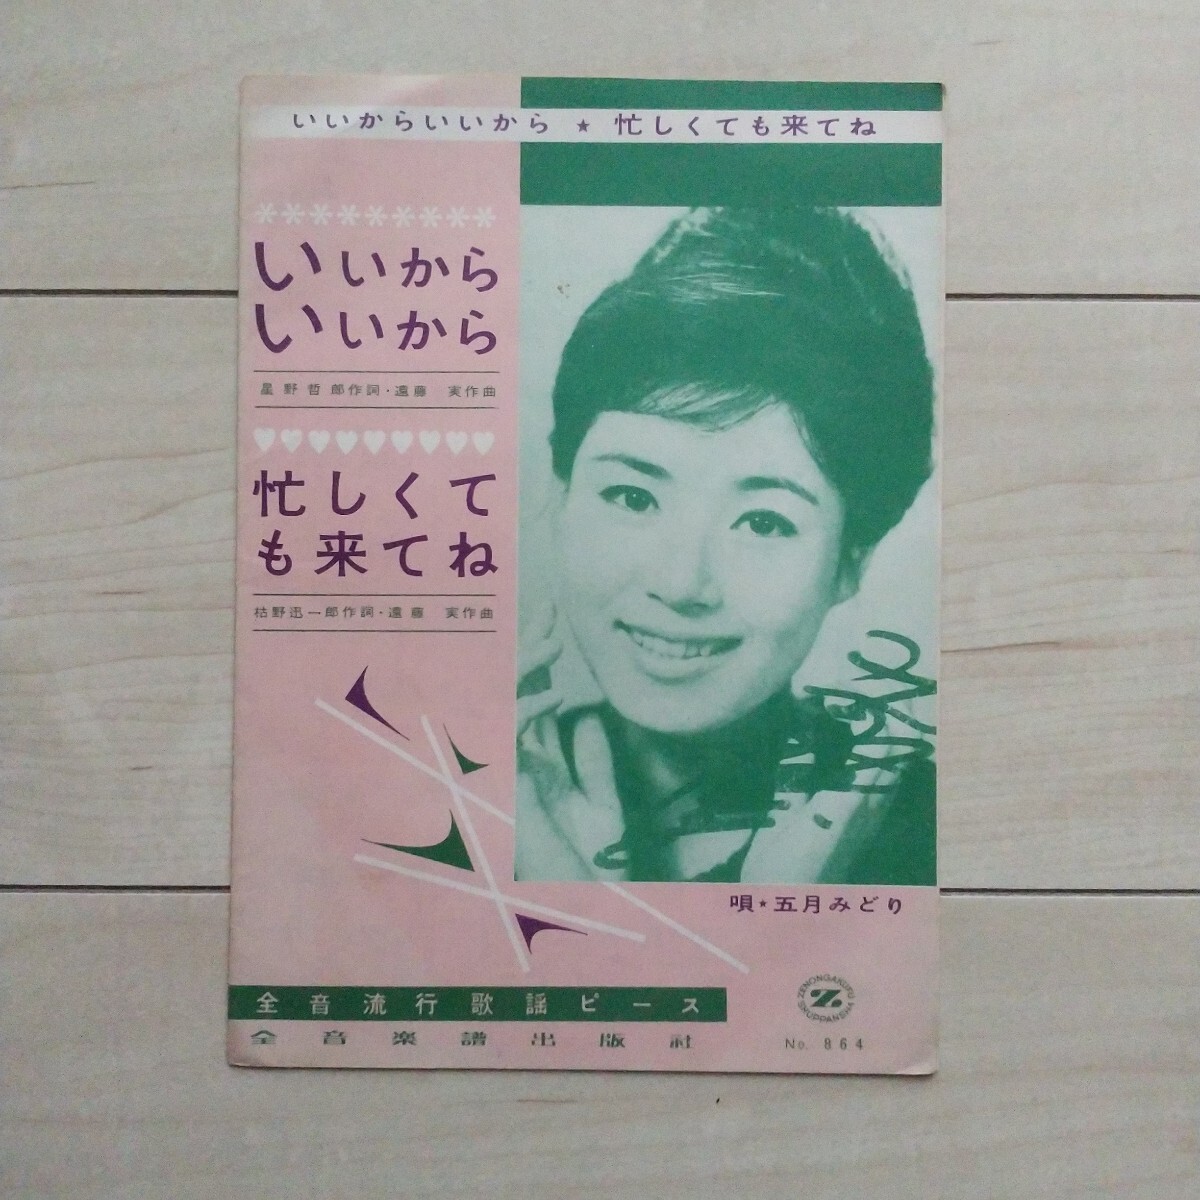 いいからいいから ★ 忙しくても来てね
いいから
いいから
星野哲郎作詞・遠藤 実作曲
忙しくて
も来てね
枯野迅一郎作詞・遠藤 実作曲
唄★五月みどり
全音流行歌謡ピース
全音楽譜出版社
ZENONGAKUFU
SHUPPANSHA
No. 864